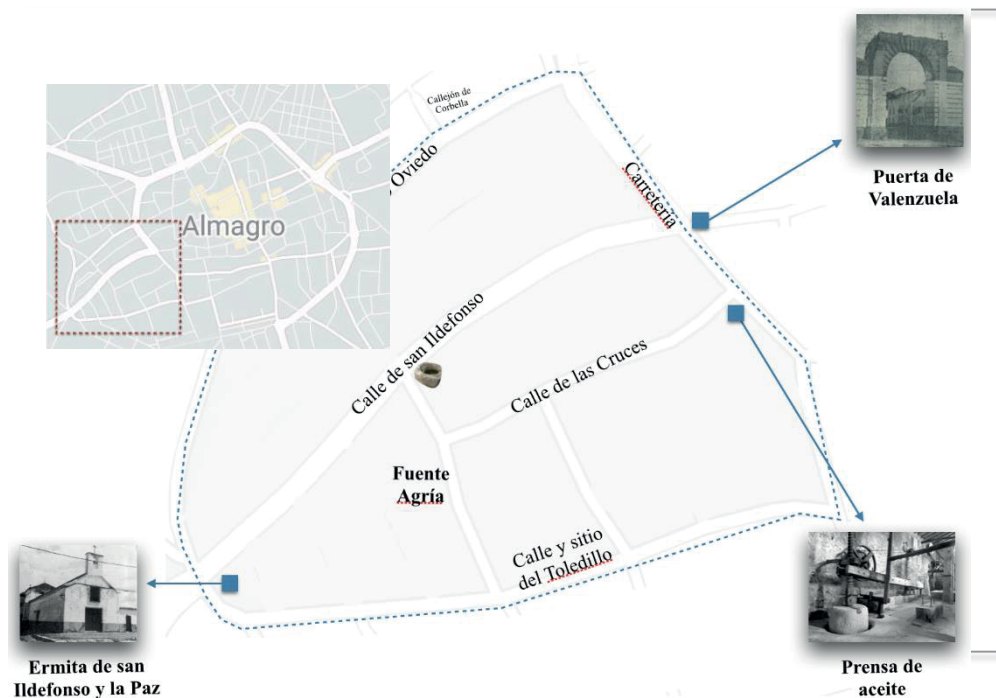 Callejón de
Corbella
Oviedo
Carretería
Puerta de
Valenzuela
Almagro
Calle de san Ildefonso
Calle de las Cruces
Fuente
Agría
Calle y sitio
del Toledillo
Ermita de san
Ildefonso y la Paz
Prensa de
aceite